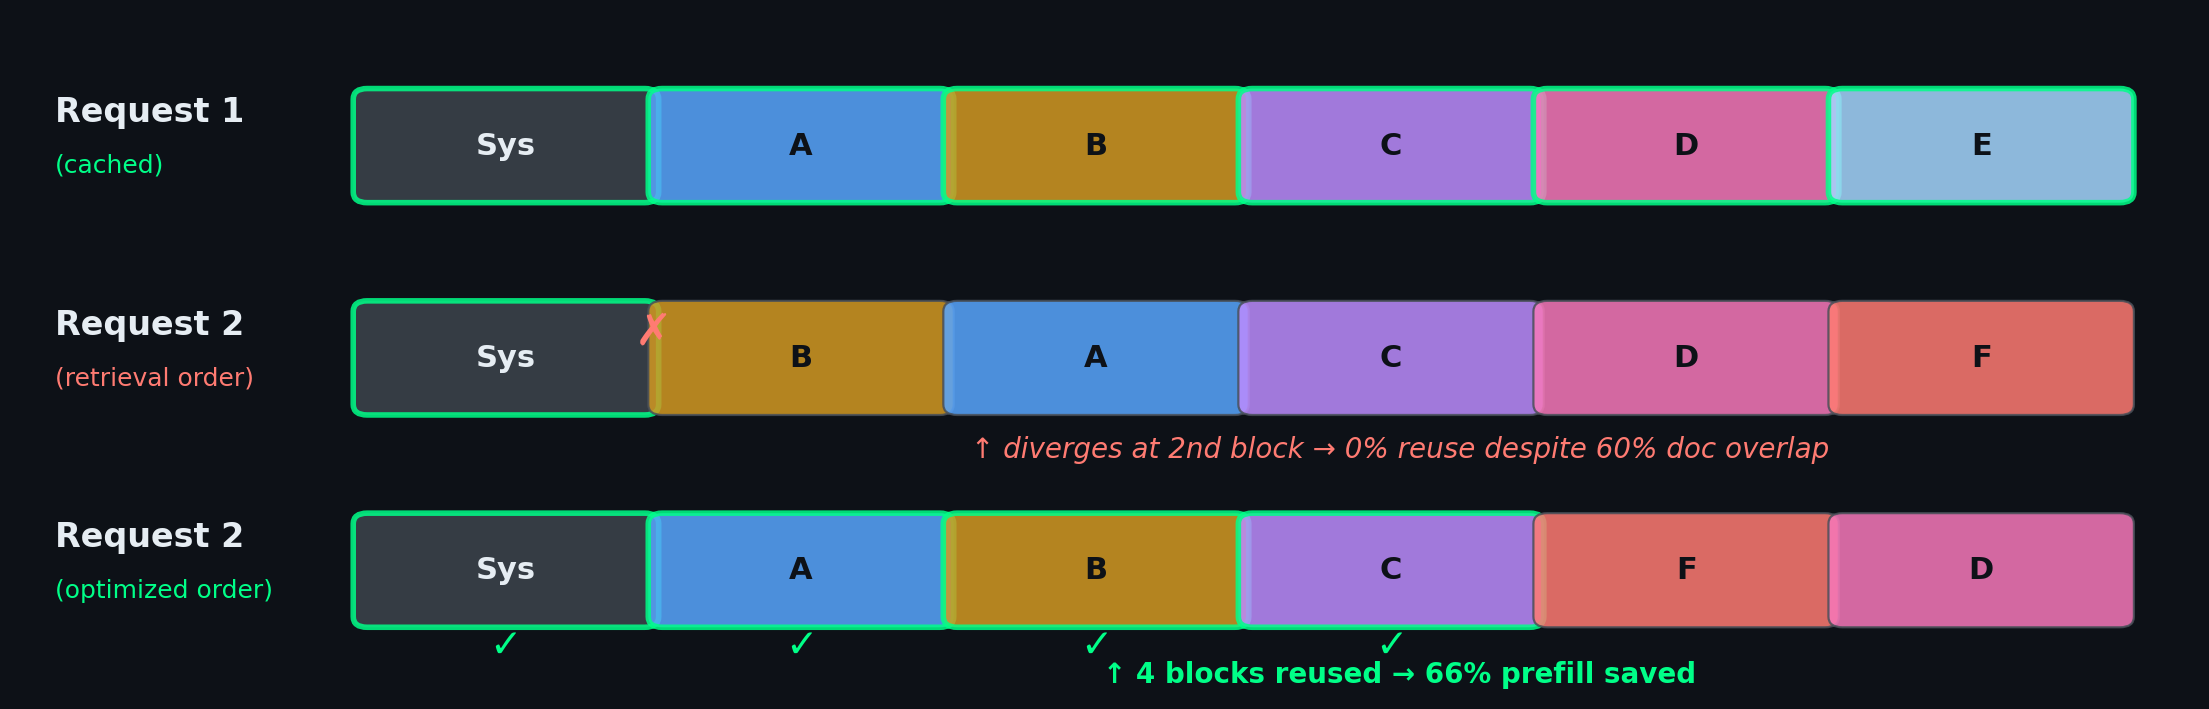 Request 1
(cached)
Sys A B C D E
Request 2
(retrieval order)
✗
Sys B A C D F
↑ diverges at 2nd block → 0% reuse despite 60% doc overlap
Request 2
(optimized order)
Sys A B C F D
✓ ✓ ✓ ✓
↑ 4 blocks reused → 66% prefill saved